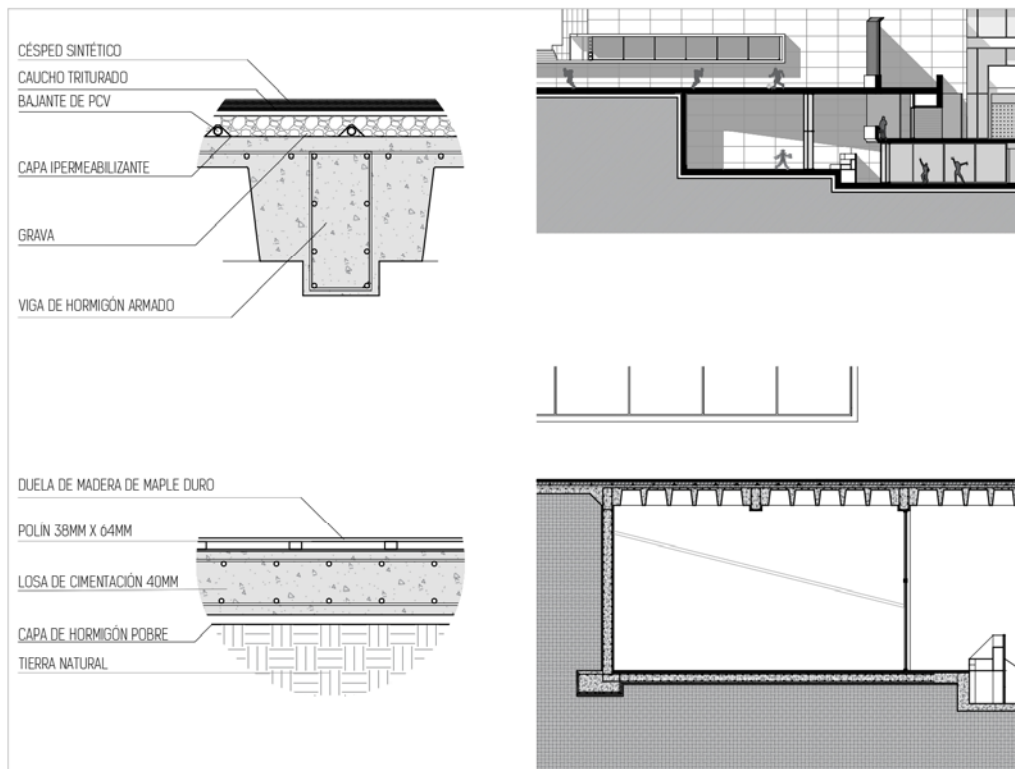 CÉSPED SINTÉTICO
CAUCHO TRITURADO
BAJANTE DE PCV
CAPA IPERMEABILIZANTE
GRAVA
VIGA DE HORMIGÓN ARMADO
DUELA DE MADERA DE MAPLE DURO
POLÍN 38MM X 64MM
LOSA DE CIMENTACIÓN 40MM
CAPA DE HORMIGÓN POBRE
TIERRA NATURAL